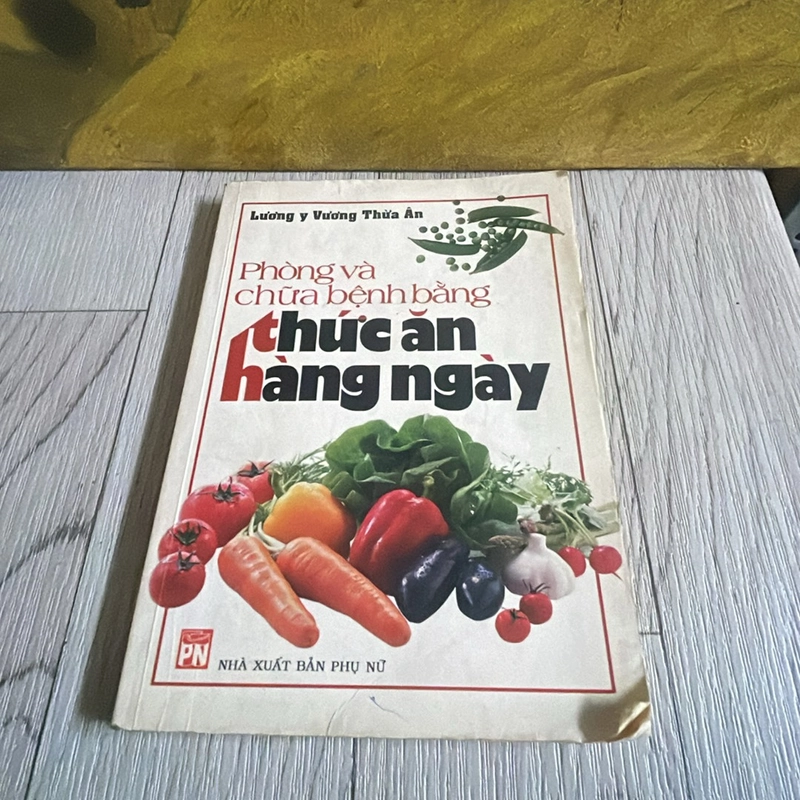 Lương y Vương Thừa Ân
Phòng và
chữa bệnh bằng
thức ăn
hàng ngày
PN
NHÀ XUẤT BẢN PHỤ NỮ